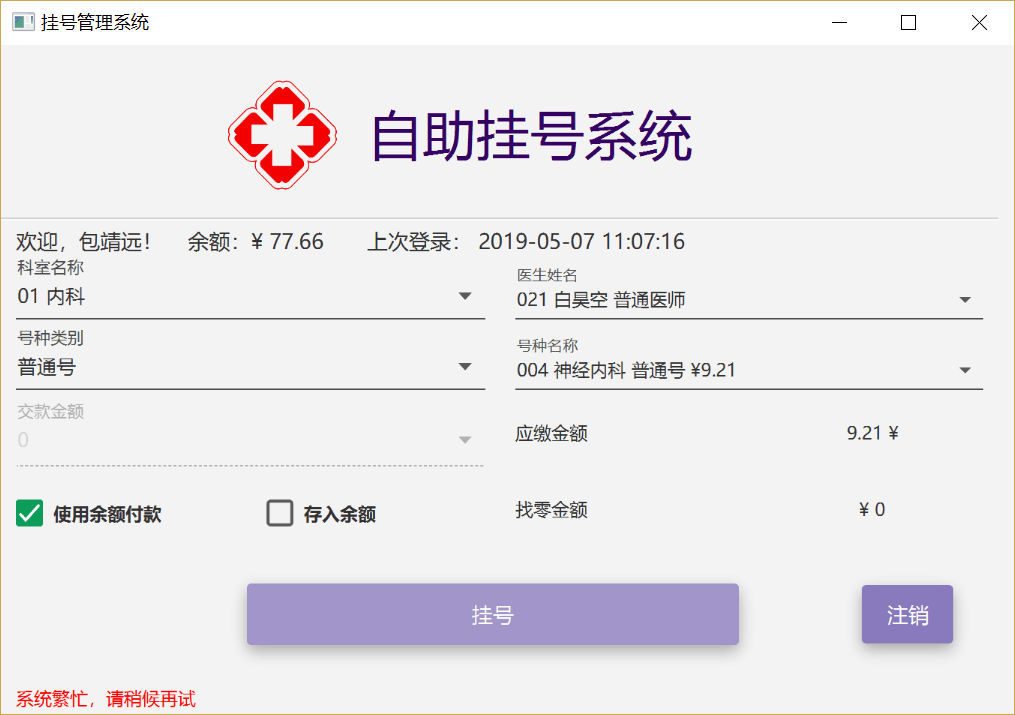 挂号管理系统
自助挂号系统
欢迎，包靖远！ 余额：¥ 77.66 上次登录： 2019-05-07 11:07:16
科室名称
01 内科
医生姓名
021 白昊空 普通医师
号种类别
普通号
号种名称
004 神经内科 普通号 ¥9.21
交款金额
0
应缴金额 9.21 ¥
使用余额付款 存入余额
找零金额 ¥ 0
挂号 注销
系统繁忙，请稍候再试